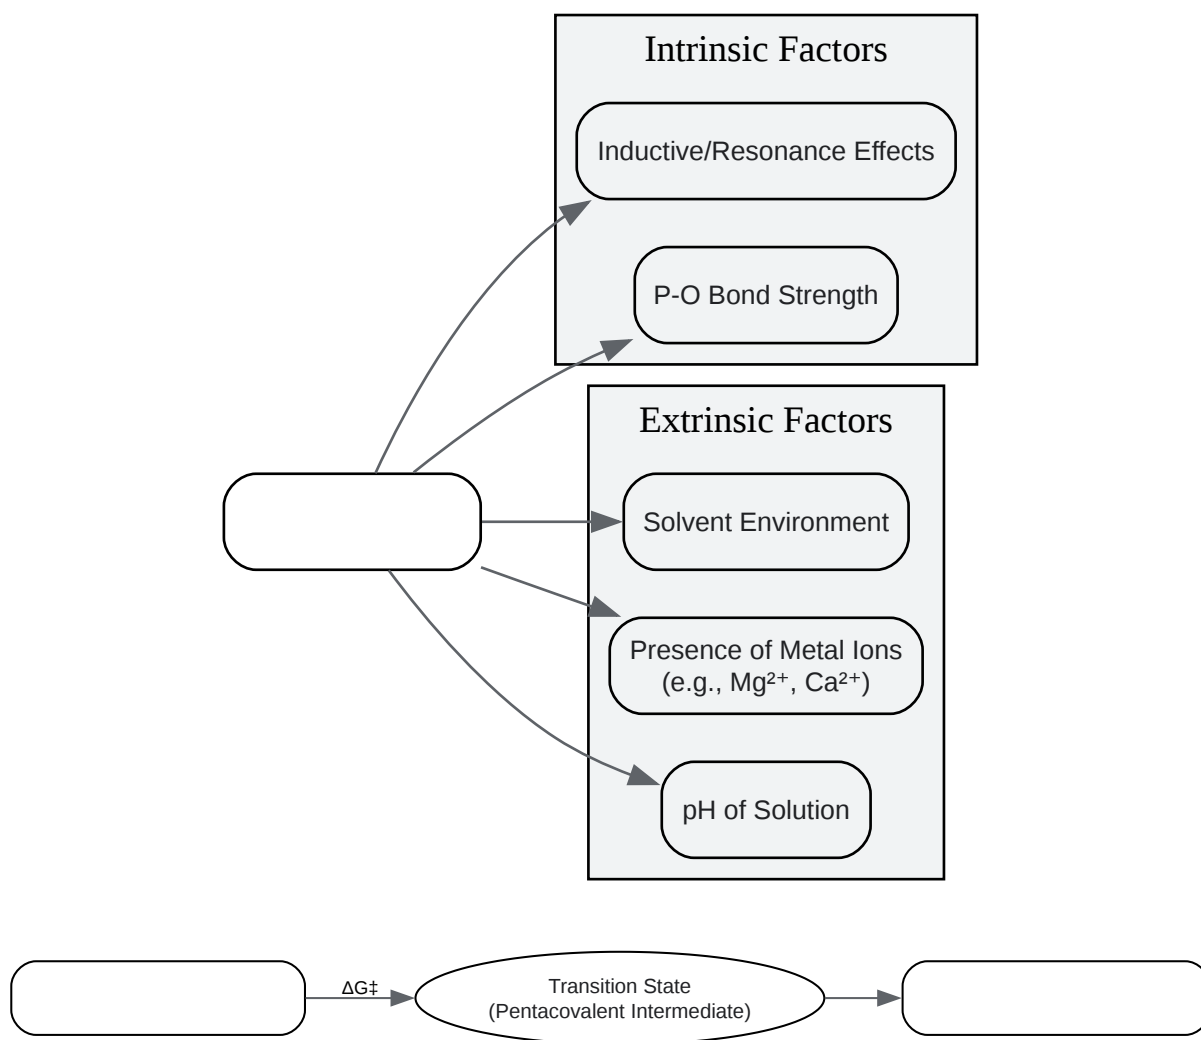 Intrinsic Factors
Inductive/Resonance Effects
P-O Bond Strength
Extrinsic Factors
Solvent Environment
Presence of Metal Ions
(e.g., Mg²⁺, Ca²⁺)
pH of Solution
ΔG‡
Transition State
(Pentacovalent Intermediate)